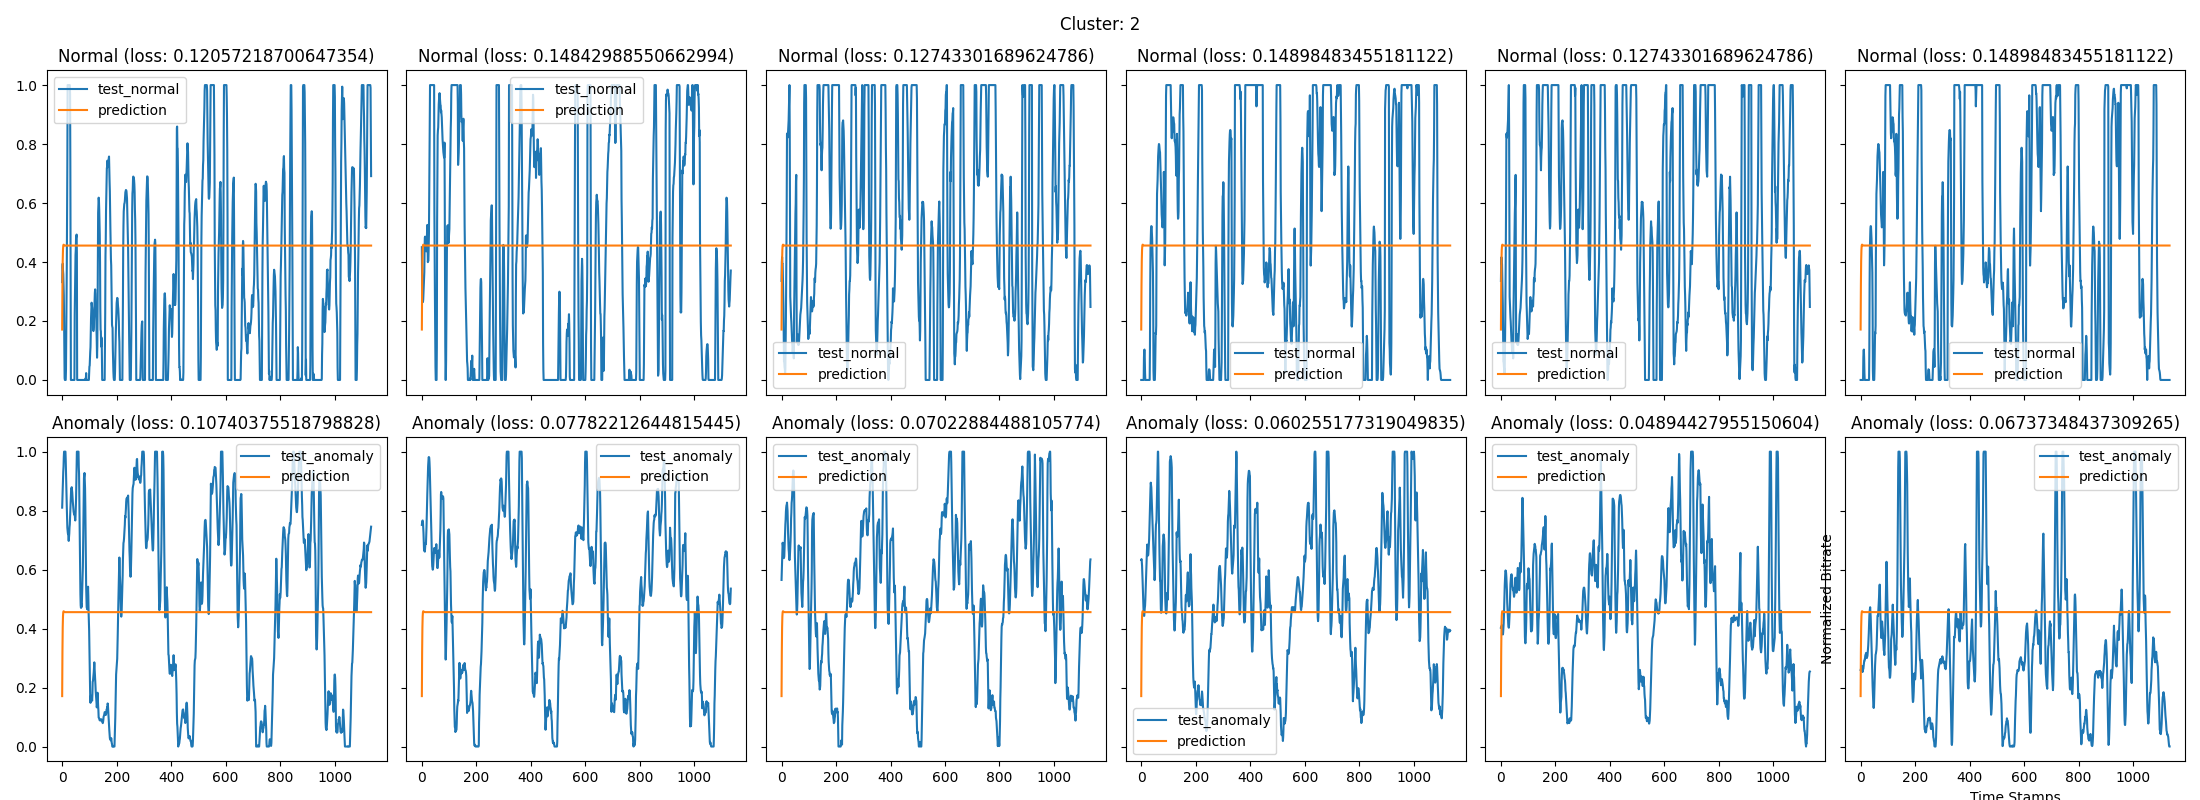 Cluster: 2
Normal (loss: 0.12057218700647354)
Normal (loss: 0.14842988550662994)
Normal (loss: 0.12743301689624786)
Normal (loss: 0.14898483455181122)
Normal (loss: 0.12743301689624786)
Normal (loss: 0.14898483455181122)
1.0
0.8
0.6
0.4
0.2
0.0
test_normal
prediction
test_normal
prediction
test_normal
prediction
test_normal
prediction
test_normal
prediction
test_normal
prediction
Anomaly (loss: 0.10740375518798828)
Anomaly (loss: 0.07782212644815445)
Anomaly (loss: 0.07022884488105774)
Anomaly (loss: 0.060255177319049835)
Anomaly (loss: 0.04894427955150604)
Anomaly (loss: 0.06737348437309265)
1.0
0.8
0.6
0.4
0.2
0.0
test_anomaly
prediction
test_anomaly
prediction
test_anomaly
prediction
test_anomaly
prediction
test_anomaly
prediction
test_anomaly
prediction
Normalized Bitrate
0 200 400 600 800 1000
0 200 400 600 800 1000
0 200 400 600 800 1000
0 200 400 600 800 1000
0 200 400 600 800 1000
0 200 400 600 800 1000
Time Stamps